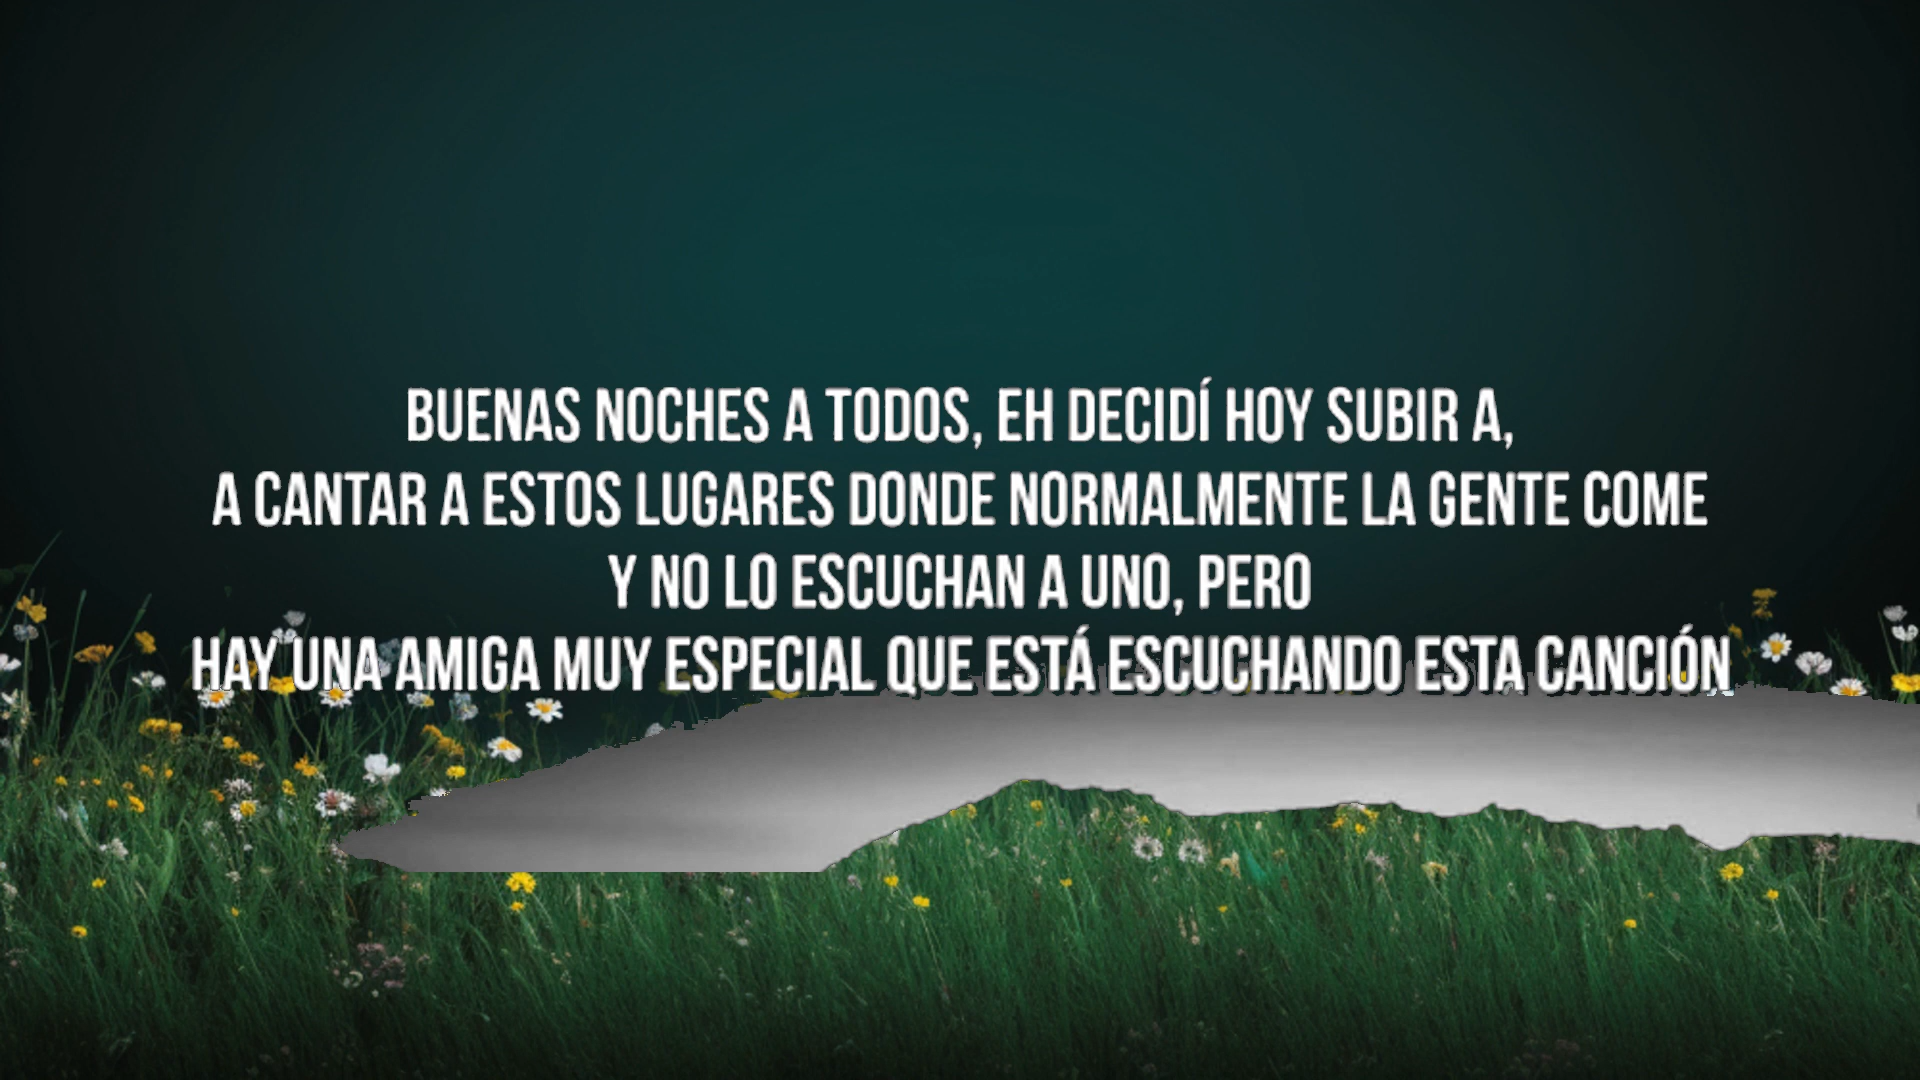 BUENAS NOCHES A TODOS, EH DECIDÍ HOY SUBIR A,
A CANTAR A ESTOS LUGARES DONDE NORMALMENTE LA GENTE COME
Y NO LO ESCUCHAN A UNO, PERO
HAY UNA AMIGA MUY ESPECIAL QUE ESTÁ ESCUCHANDO ESTA CANCIÓN